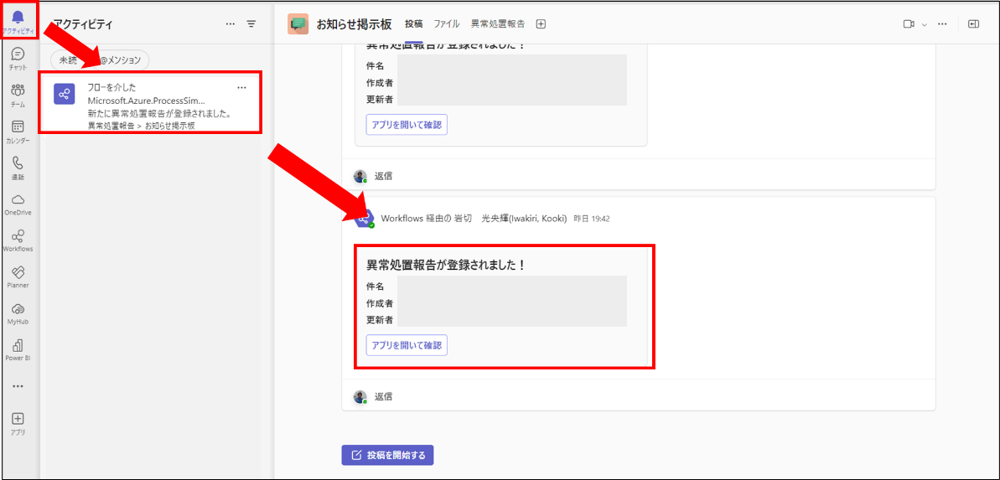 アクティビティ
チャット
チーム
カレンダー
通話
OneDrive
Workflows
Planner
MyHub
Power BI
アプリ
アクティビティ
未読
@メンション
フローを介した
Microsoft.Azure.ProcessSim...
新たに異常処置報告が登録されました。
異常処置報告 > お知らせ掲示板
お知らせ掲示板 投稿 ファイル 異常処置報告
異常処置報告が登録されました！
件名
作成者
更新者
アプリを開いて確認
返信
Workflows 経由の 岩切　光央輝(Iwakiri, Kooki) 昨日 19:42
異常処置報告が登録されました！
件名
作成者
更新者
アプリを開いて確認
返信
投稿を開始する